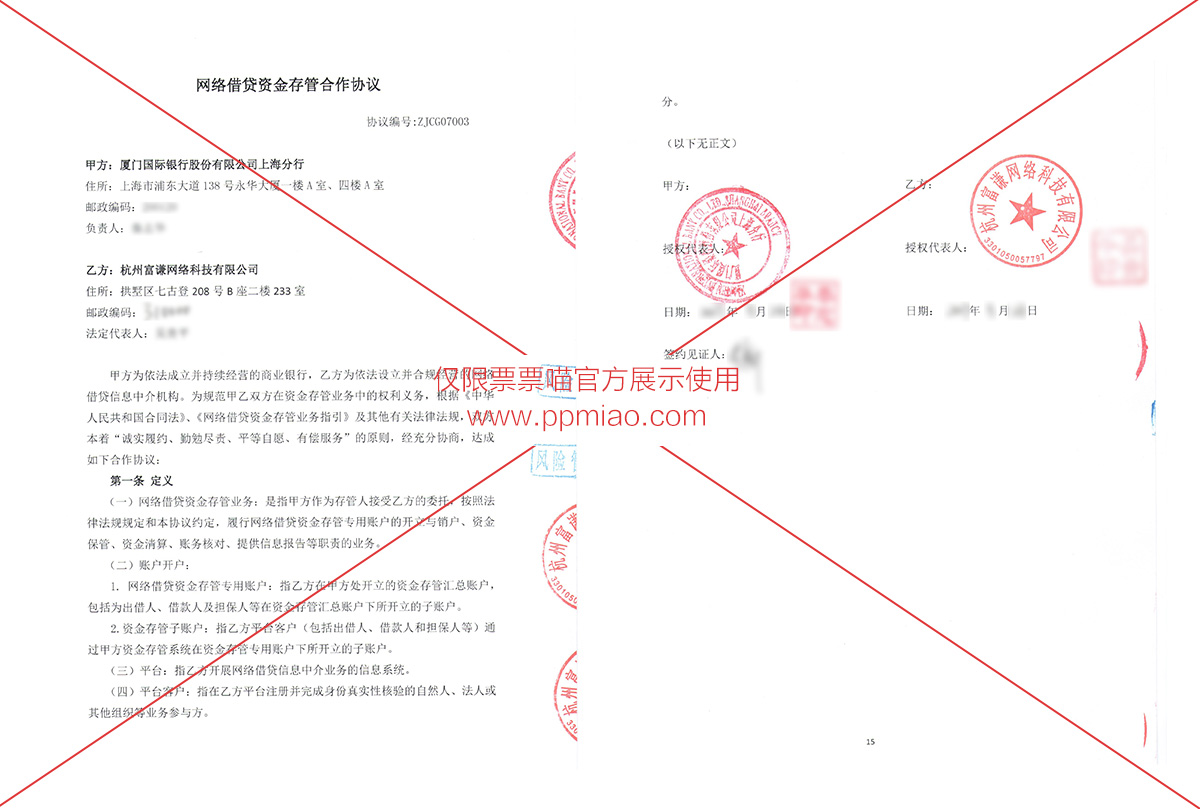 网络借贷资金存管合作协议
协议编号:ZJCG07003
甲方：厦门国际银行股份有限公司上海分行
住所：上海市浦东大道 138 号永华大厦一楼 A 室、四楼 A 室
邮政编码：
负责人：
乙方：杭州富谦网络科技有限公司
住所：拱墅区七古登 208 号 B 座二楼 233 室
邮政编码：
法定代表人：
甲方为依法成立并持续经营的商业银行，乙方为依法设立并合规经营的网络
借贷信息中介机构。为规范甲乙双方在资金存管业务中的权利义务，根据《中华
人民共和国合同法》、《网络借贷资金存管业务指引》及其他有关法律法规，双方
本着“诚实履约、勤勉尽责、平等自愿、有偿服务”的原则，经充分协商，达成
如下合作协议：
第一条 定义
（一）网络借贷资金存管业务：是指甲方作为存管人接受乙方的委托，按照法
律法规规定和本协议约定，履行网络借贷资金存管专用账户的开立与销户、资金
保管、资金清算、账务核对、提供信息报告等职责的业务。
（二）账户开户：
1. 网络借贷资金存管专用账户：指乙方在甲方处开立的资金存管汇总账户，
包括为出借人、借款人及担保人等在资金存管汇总账户下所开立的子账户。
2.资金存管子账户：指乙方平台客户（包括出借人、借款人和担保人等）通
过甲方资金存管系统在资金存管专用账户下所开立的子账户。
（三）平台：指乙方开展网络借贷信息中介业务的信息系统。
（四）平台客户：指在乙方平台注册并完成身份真实性核验的自然人、法人或
其他组织等业务参与方。
风险
杭州富谦
3301050
杭州富
330
仅限票票喵官方展示使用
www.ppmiao.com
分。
（以下无正文）
甲方：
授权代表人：
日期： 年 月 日
签约见证人：
乙方：
杭州富谦网络科技有限公司
3301050057797
授权代表人：
日期： 年 月 日
15